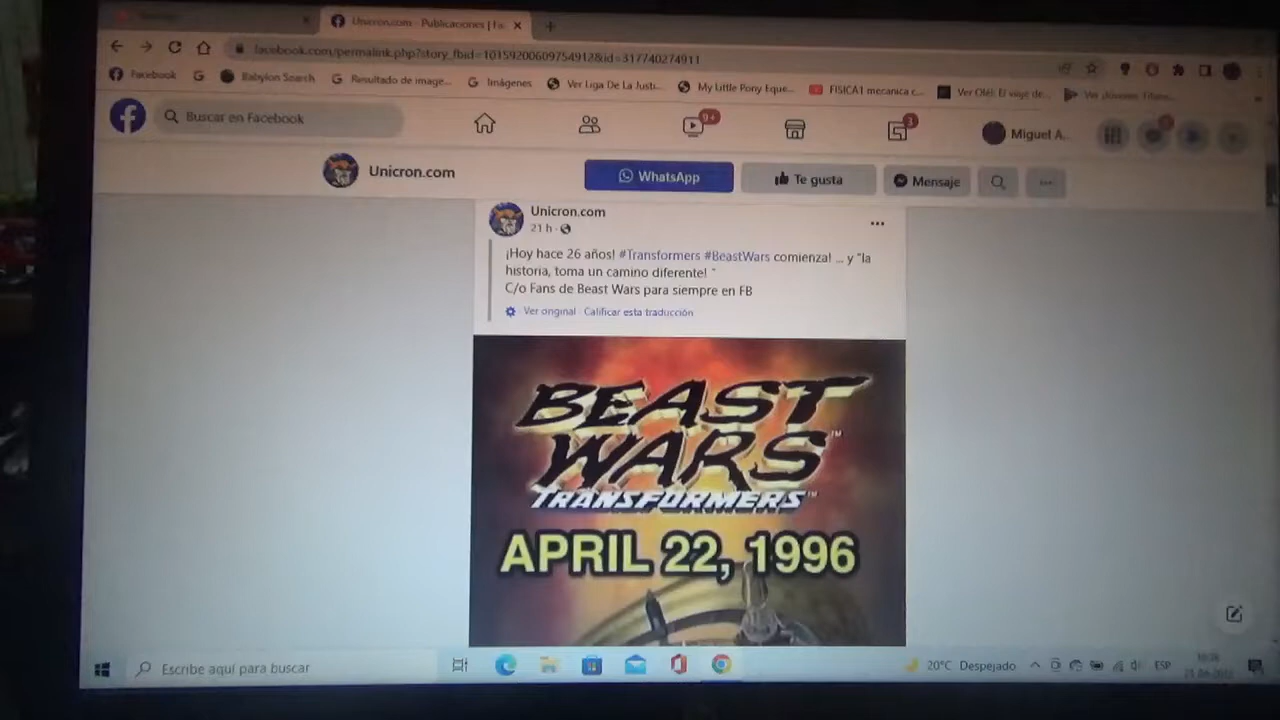 Unicron.com - Publicaciones | Fa
facebook.com/permalink.php?story_fbid=10159200609754912&id=317740274911
Facebook
Babylon Search
Resultado de image...
Imágenes
Ver Liga De La Justi...
My Little Pony Eque...
FISICA1 mecanica c...
Ver Olé! El viaje de...
Buscar en Facebook
9+
3
Miguel A..
Unicron.com
WhatsApp
Te gusta
Mensaje
Unicron.com
21 h ·
¡Hoy hace 26 años! #Transformers #BeastWars comienza! ... y "la
historia, toma un camino diferente! "
C/o Fans de Beast Wars para siempre en FB
Ver original · Calificar esta traducción
BEAST
WARS™
TRANSFORMERS™
APRIL 22, 1996
Escribe aquí para buscar
20°C Despejado
ESP